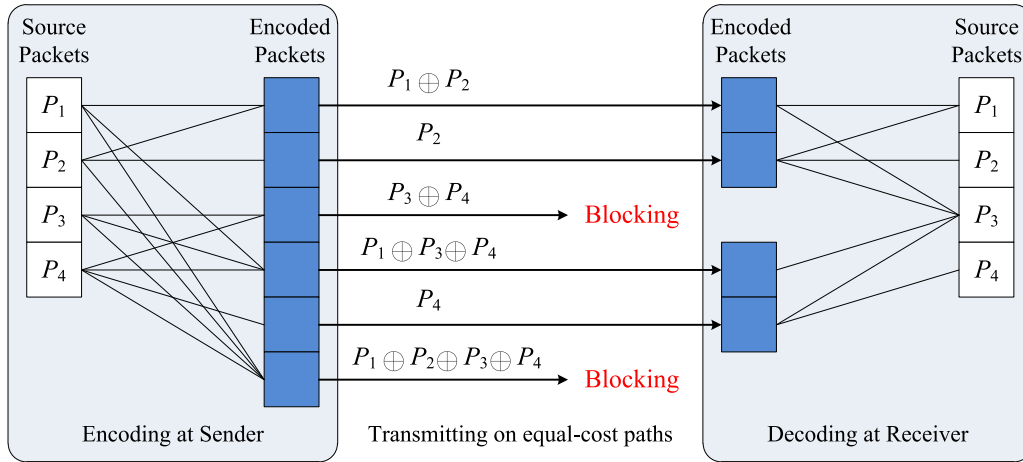 Source Packets
Encoded Packets
Encoded Packets
Source Packets
P1
P2
P3
P4
P1 ⊕ P2
P2
P3 ⊕ P4
Blocking
P1 ⊕ P3 ⊕ P4
P4
P1 ⊕ P2 ⊕ P3 ⊕ P4
Blocking
P1
P2
P3
P4
Encoding at Sender
Transmitting on equal-cost paths
Decoding at Receiver